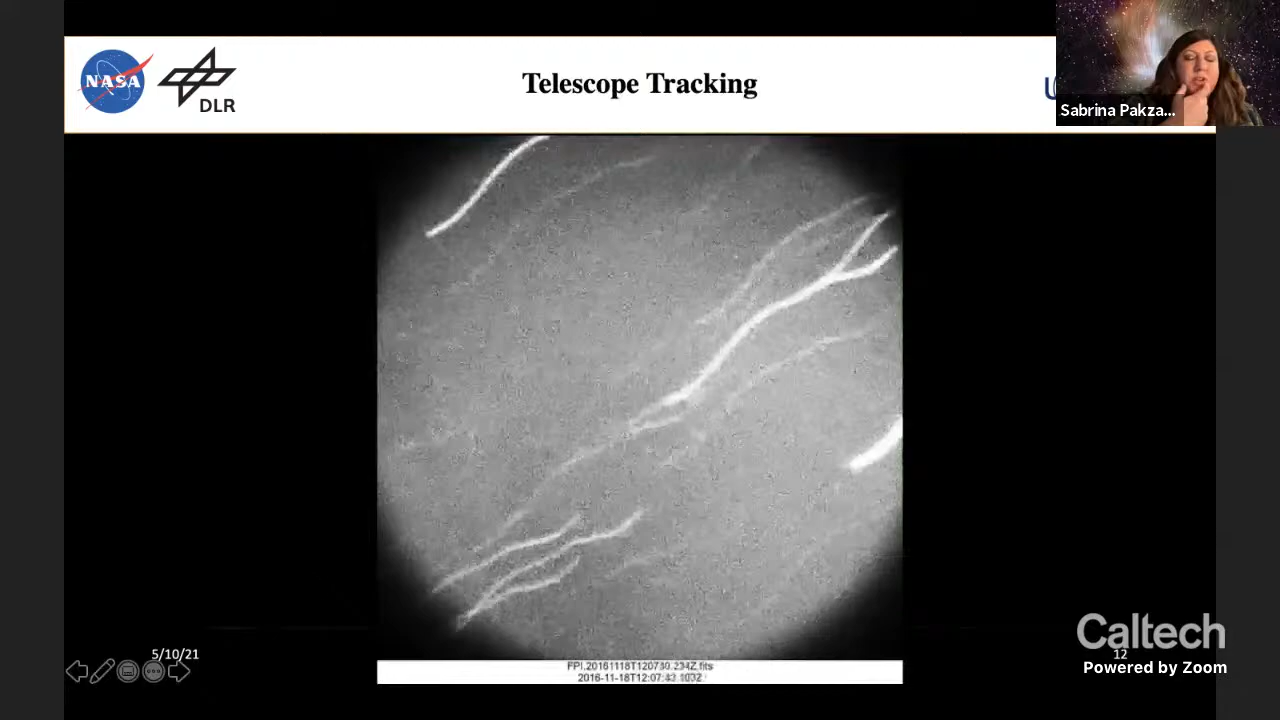 NASA
DLR
Telescope Tracking
Sabrina Pakza...
5/10/21
FPI.20161118T120730.234Z.fits
Caltech
12
Powered by Zoom